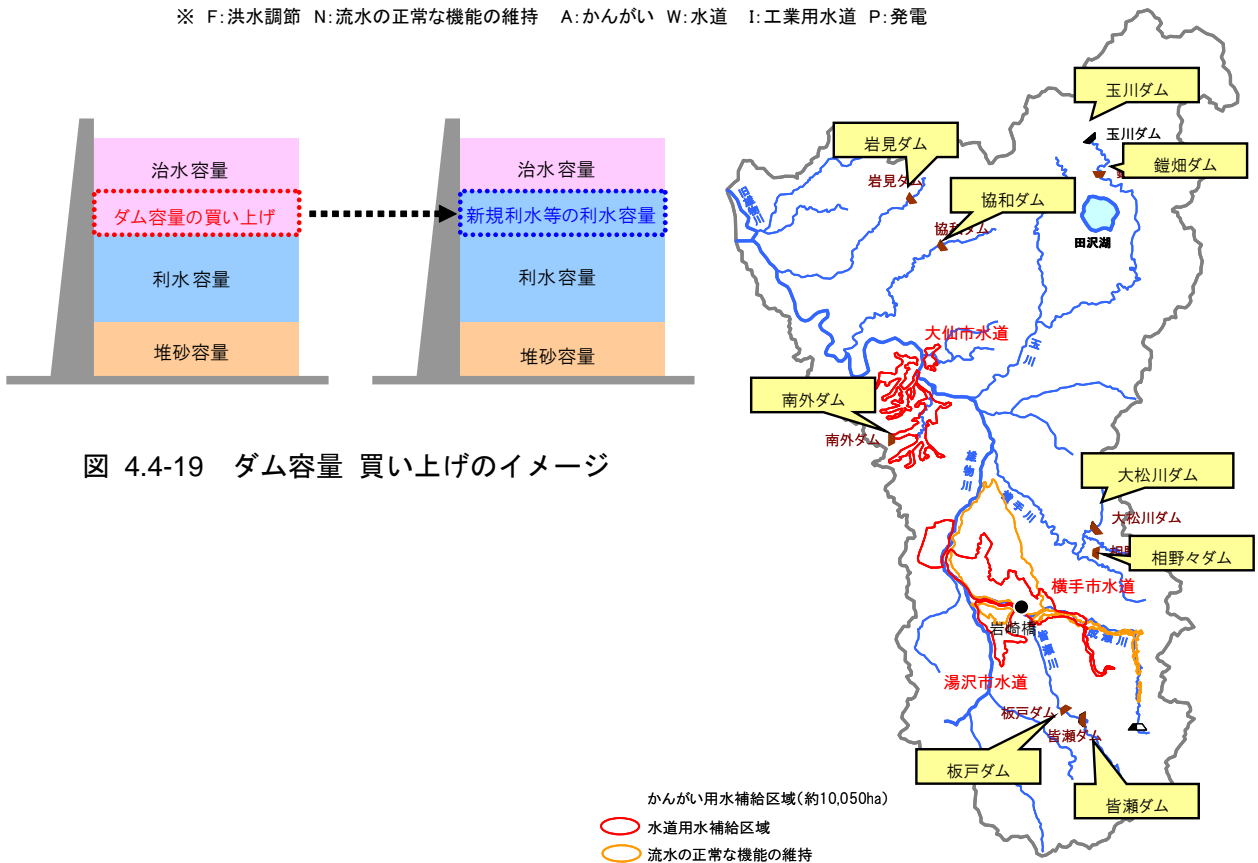 ※ F:洪水調節 N:流水の正常な機能の維持 A:かんがい W:水道 I:工業用水道 P:発電
治水容量
ダム容量の買い上げ
利水容量
堆砂容量
治水容量
新規利水等の利水容量
利水容量
堆砂容量
図 4.4-19 ダム容量 買い上げのイメージ
玉川ダム
玉川ダム
岩見ダム
岩見ダム
鎧畑ダム
協和ダム
協和ダム
田沢湖
玉川
大仙市水道
南外ダム
南外ダム
雄物川
横手川
大松川ダム
大松川ダム
相野々ダム
横手市水道
岩崎橋
皆瀬川
成瀬川
湯沢市水道
板戸ダム
皆瀬ダム
板戸ダム
皆瀬ダム
かんがい用水補給区域(約10,050ha)
水道用水補給区域
流水の正常な機能の維持